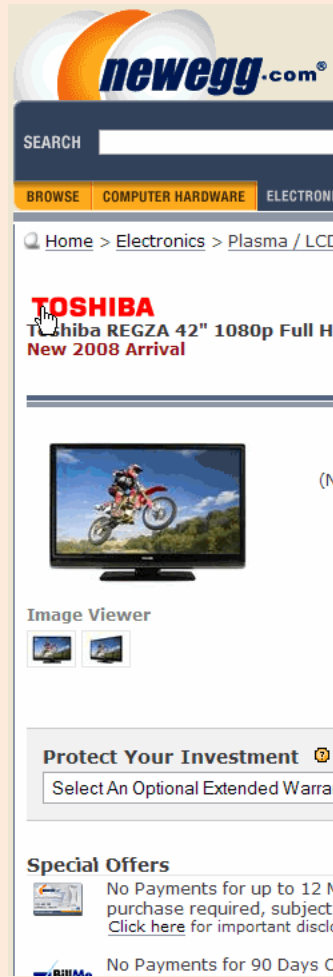 newegg.com®
SEARCH
BROWSE COMPUTER HARDWARE ELECTRONI
Home > Electronics > Plasma / LCD
TOSHIBA
Toshiba REGZA 42" 1080p Full H
New 2008 Arrival
(N
Image Viewer
Protect Your Investment
Select An Optional Extended Warra
Special Offers
No Payments for up to 12 M
purchase required, subject
Click here for important discl
No Payments for 90 Days O
BillMe